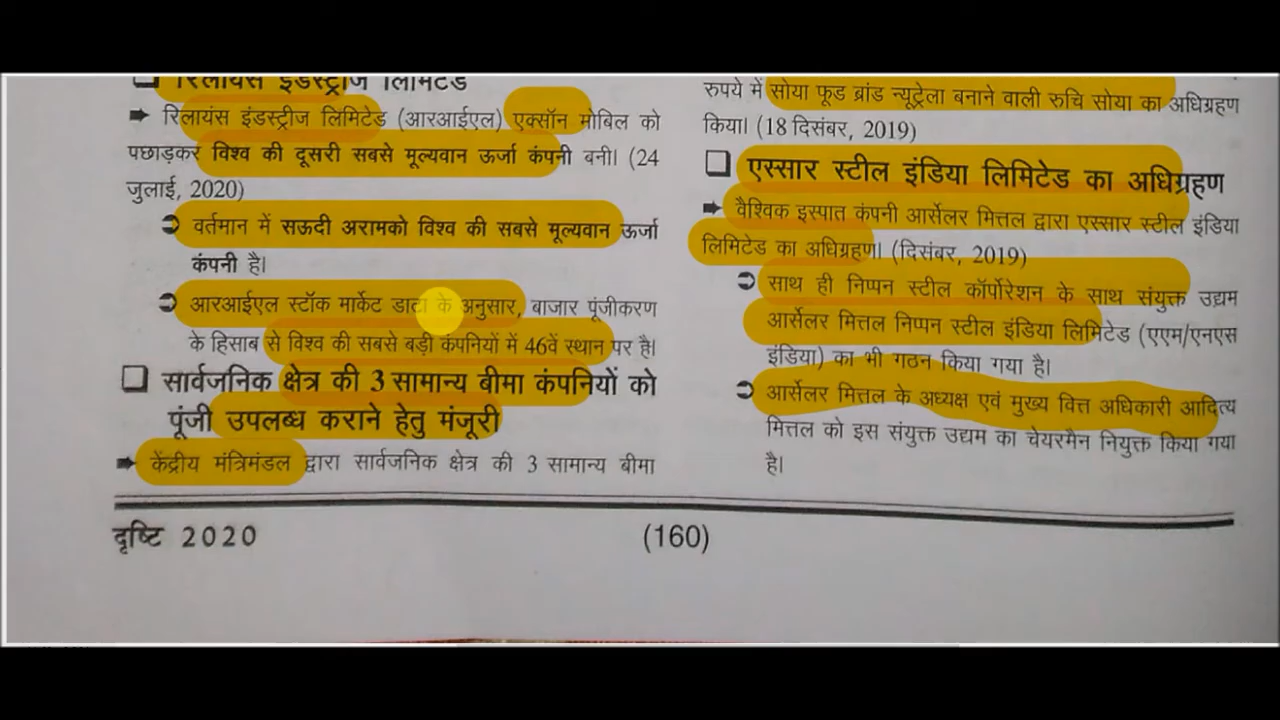 ❑ रिलायंस इंडस्ट्रीज लिमिटेड
➡ रिलायंस इंडस्ट्रीज लिमिटेड (आरआईएल) एक्सॉन मोबिल को
पछाड़कर विश्व की दूसरी सबसे मूल्यवान ऊर्जा कंपनी बनी। (24
जुलाई, 2020)
➲ वर्तमान में सऊदी अरामको विश्व की सबसे मूल्यवान ऊर्जा
कंपनी है।
➲ आरआईएल स्टॉक मार्केट डाटा के अनुसार, बाजार पूंजीकरण
के हिसाब से विश्व की सबसे बड़ी कंपनियों में 46वें स्थान पर है।
❑ सार्वजनिक क्षेत्र की 3 सामान्य बीमा कंपनियों को
पूंजी उपलब्ध कराने हेतु मंजूरी
➡ केंद्रीय मंत्रिमंडल द्वारा सार्वजनिक क्षेत्र की 3 सामान्य बीमा
रुपये में सोया फूड ब्रांड न्यूट्रेला बनाने वाली रुचि सोया का अधिग्रहण
किया। (18 दिसंबर, 2019)
❑ एस्सार स्टील इंडिया लिमिटेड का अधिग्रहण
➡ वैश्विक इस्पात कंपनी आर्सेलर मित्तल द्वारा एस्सार स्टील इंडिया
लिमिटेड का अधिग्रहण। (दिसंबर, 2019)
➲ साथ ही निप्पन स्टील कॉर्पोरेशन के साथ संयुक्त उद्यम
आर्सेलर मित्तल निप्पन स्टील इंडिया लिमिटेड (एएम/एनएस
इंडिया) का भी गठन किया गया है।
➲ आर्सेलर मित्तल के अध्यक्ष एवं मुख्य वित्त अधिकारी आदित्य
मित्तल को इस संयुक्त उद्यम का चेयरमैन नियुक्त किया गया
है।
दृष्टि 2020
(160)